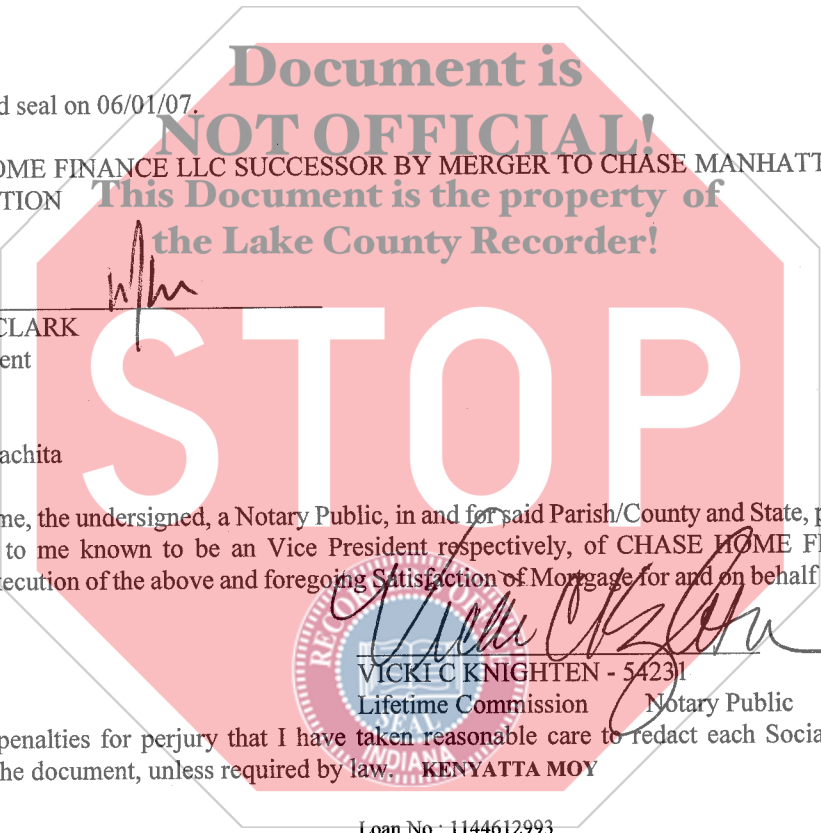 Document is
d seal on 06/01/07.
NOT OFFICIAL!
OME FINANCE LLC SUCCESSOR BY MERGER TO CHASE MANHATT
TION
This Document is the property of
the Lake County Recorder!
CLARK
ent
STOP
achita
me, the undersigned, a Notary Public, in and for said Parish/County and State, p
to me known to be an Vice President respectively, of CHASE HOME FI
ecution of the above and foregoing Satisfaction of Mortgage for and on behalf
RECORDER OF
SEAL
INDIANA
VICKI C KNIGHTEN - 54231
Lifetime Commission Notary Public
penalties for perjury that I have taken reasonable care to redact each Socia
he document, unless required by law. KENYATTA MOY
Loan No : 1144612993